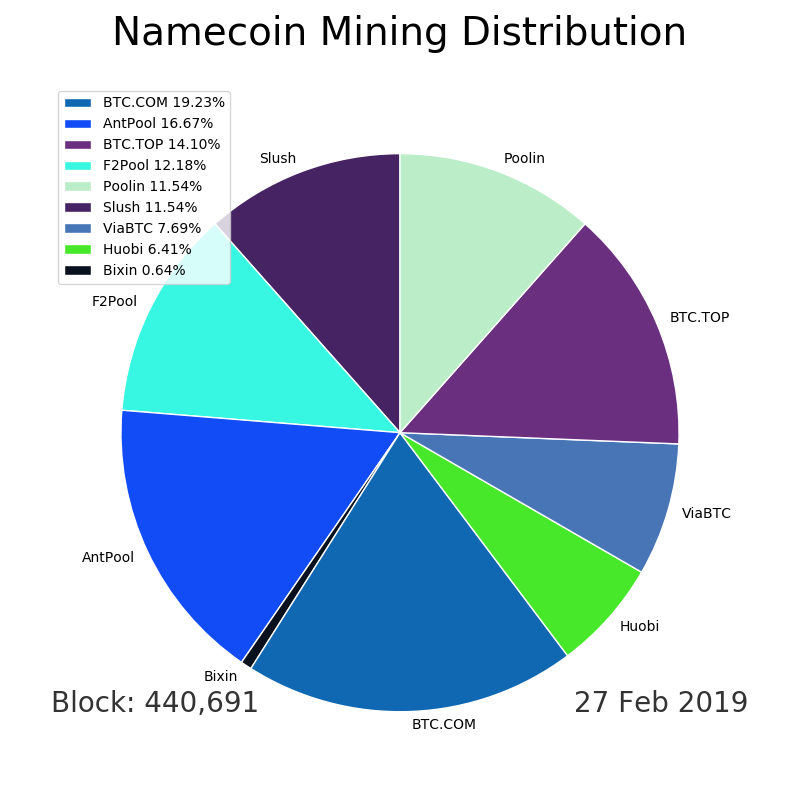 Namecoin Mining Distribution
BTC.COM 19.23%
AntPool 16.67%
BTC.TOP 14.10%
F2Pool 12.18%
Poolin 11.54%
Slush 11.54%
ViaBTC 7.69%
Huobi 6.41%
Bixin 0.64%
Slush
Poolin
F2Pool
BTC.TOP
ViaBTC
AntPool
Huobi
Bixin
BTC.COM
Block: 440,691
27 Feb 2019